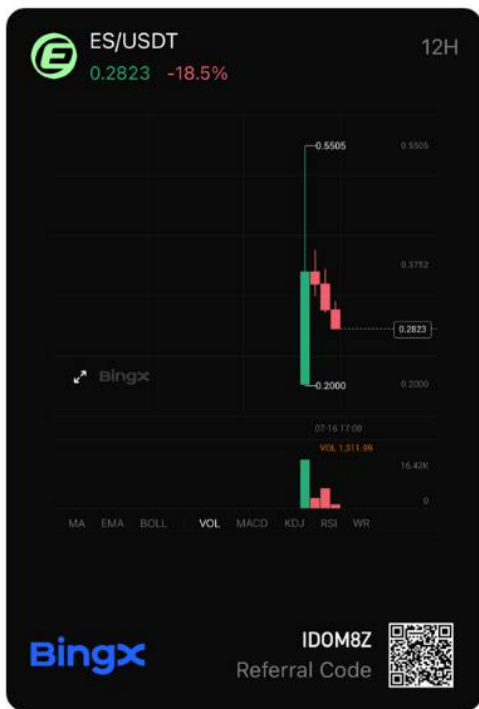 ES/USDT
12H
0.2823 -18.5%
0.5505 0.5505
0.3752
0.2823
BingX
0.2000 0.2000
07-16 17:00
VOL 1,311.99
16.42K
0
MA EMA BOLL VOL MACD KDJ RSI WR
IDOM8Z
BingX
Referral Code